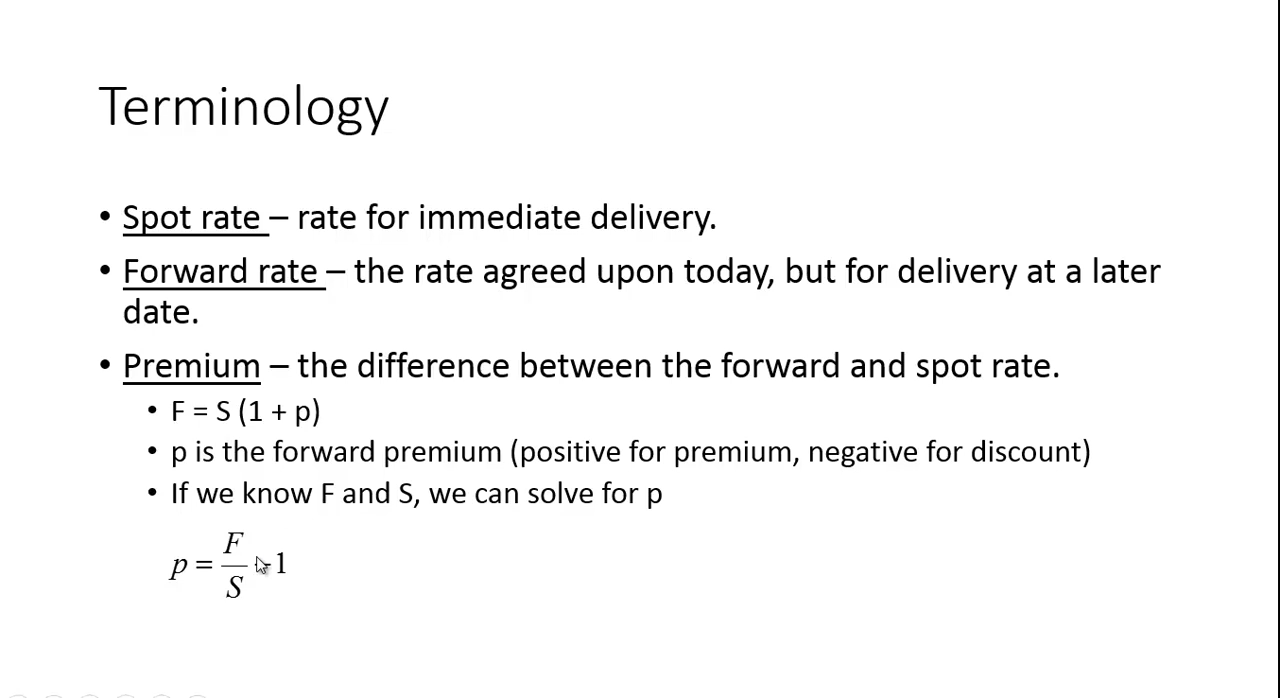 Terminology
• Spot rate – rate for immediate delivery.
• Forward rate – the rate agreed upon today, but for delivery at a later
date.
• Premium – the difference between the forward and spot rate.
• F = S (1 + p)
• p is the forward premium (positive for premium, negative for discount)
• If we know F and S, we can solve for p
p = F/S - 1